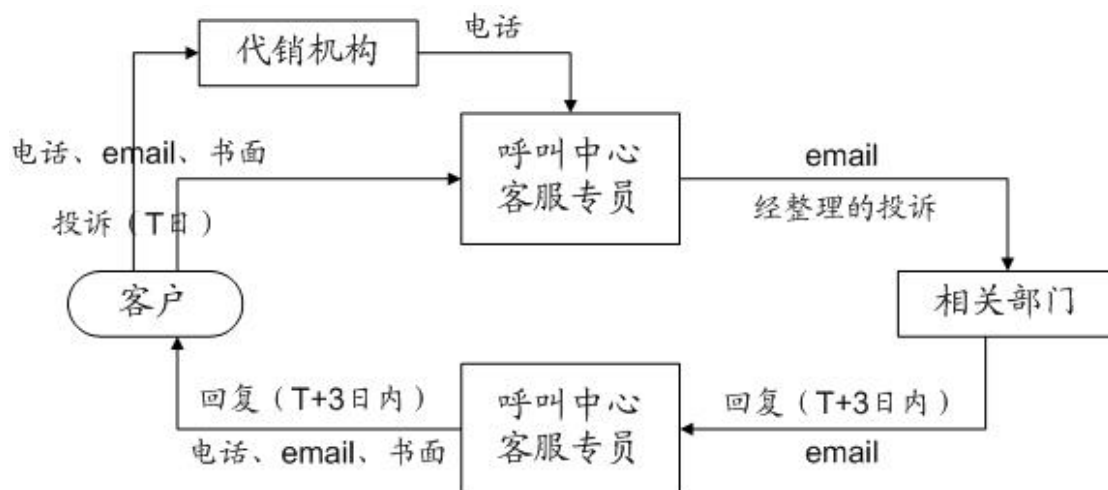 代销机构
电话
电话、email、书面
投诉（T日）
呼叫中心
客服专员
email
经整理的投诉
客户
相关部门
回复（T+3日内）
电话、email、书面
呼叫中心
客服专员
回复（T+3日内）
email